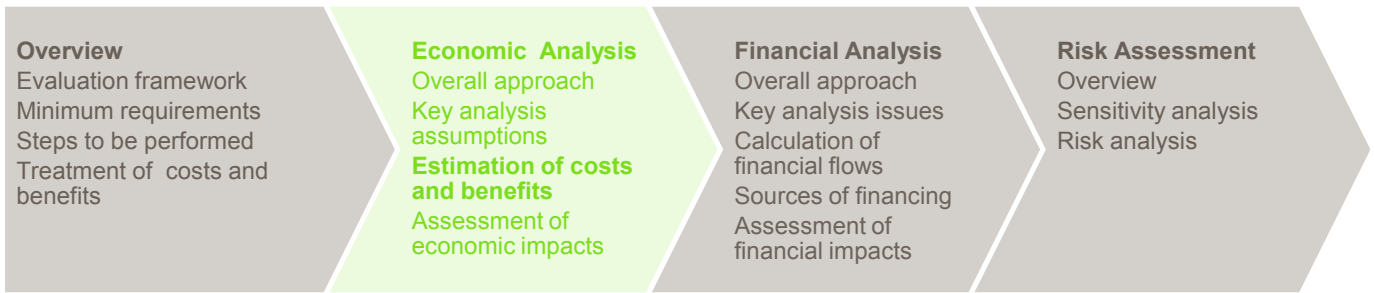 Overview
Evaluation framework
Minimum requirements
Steps to be performed
Treatment of costs and
benefits
Economic Analysis
Overall approach
Key analysis
assumptions
Estimation of costs
and benefits
Assessment of
economic impacts
Financial Analysis
Overall approach
Key analysis issues
Calculation of
financial flows
Sources of financing
Assessment of
financial impacts
Risk Assessment
Overview
Sensitivity analysis
Risk analysis